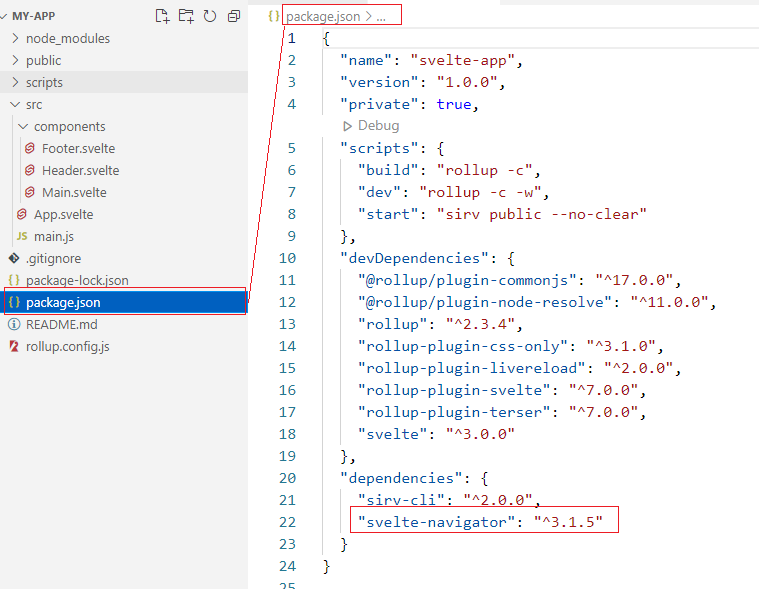 MY-APP
node_modules
public
scripts
src
components
Footer.svelte
Header.svelte
Main.svelte
App.svelte
JS main.js
.gitignore
{} package-lock.json
{} package.json
README.md
rollup.config.js
{} package.json > ...
1 {
2 "name": "svelte-app",
3 "version": "1.0.0",
4 "private": true,
Debug
5 "scripts": {
6 "build": "rollup -c",
7 "dev": "rollup -c -w",
8 "start": "sirv public --no-clear"
9 },
10 "devDependencies": {
11 "@rollup/plugin-commonjs": "^17.0.0",
12 "@rollup/plugin-node-resolve": "^11.0.0",
13 "rollup": "^2.3.4",
14 "rollup-plugin-css-only": "^3.1.0",
15 "rollup-plugin-livereload": "^2.0.0",
16 "rollup-plugin-svelte": "^7.0.0",
17 "rollup-plugin-terser": "^7.0.0",
18 "svelte": "^3.0.0"
19 },
20 "dependencies": {
21 "sirv-cli": "^2.0.0",
22 "svelte-navigator": "^3.1.5"
23 }
24 }
25